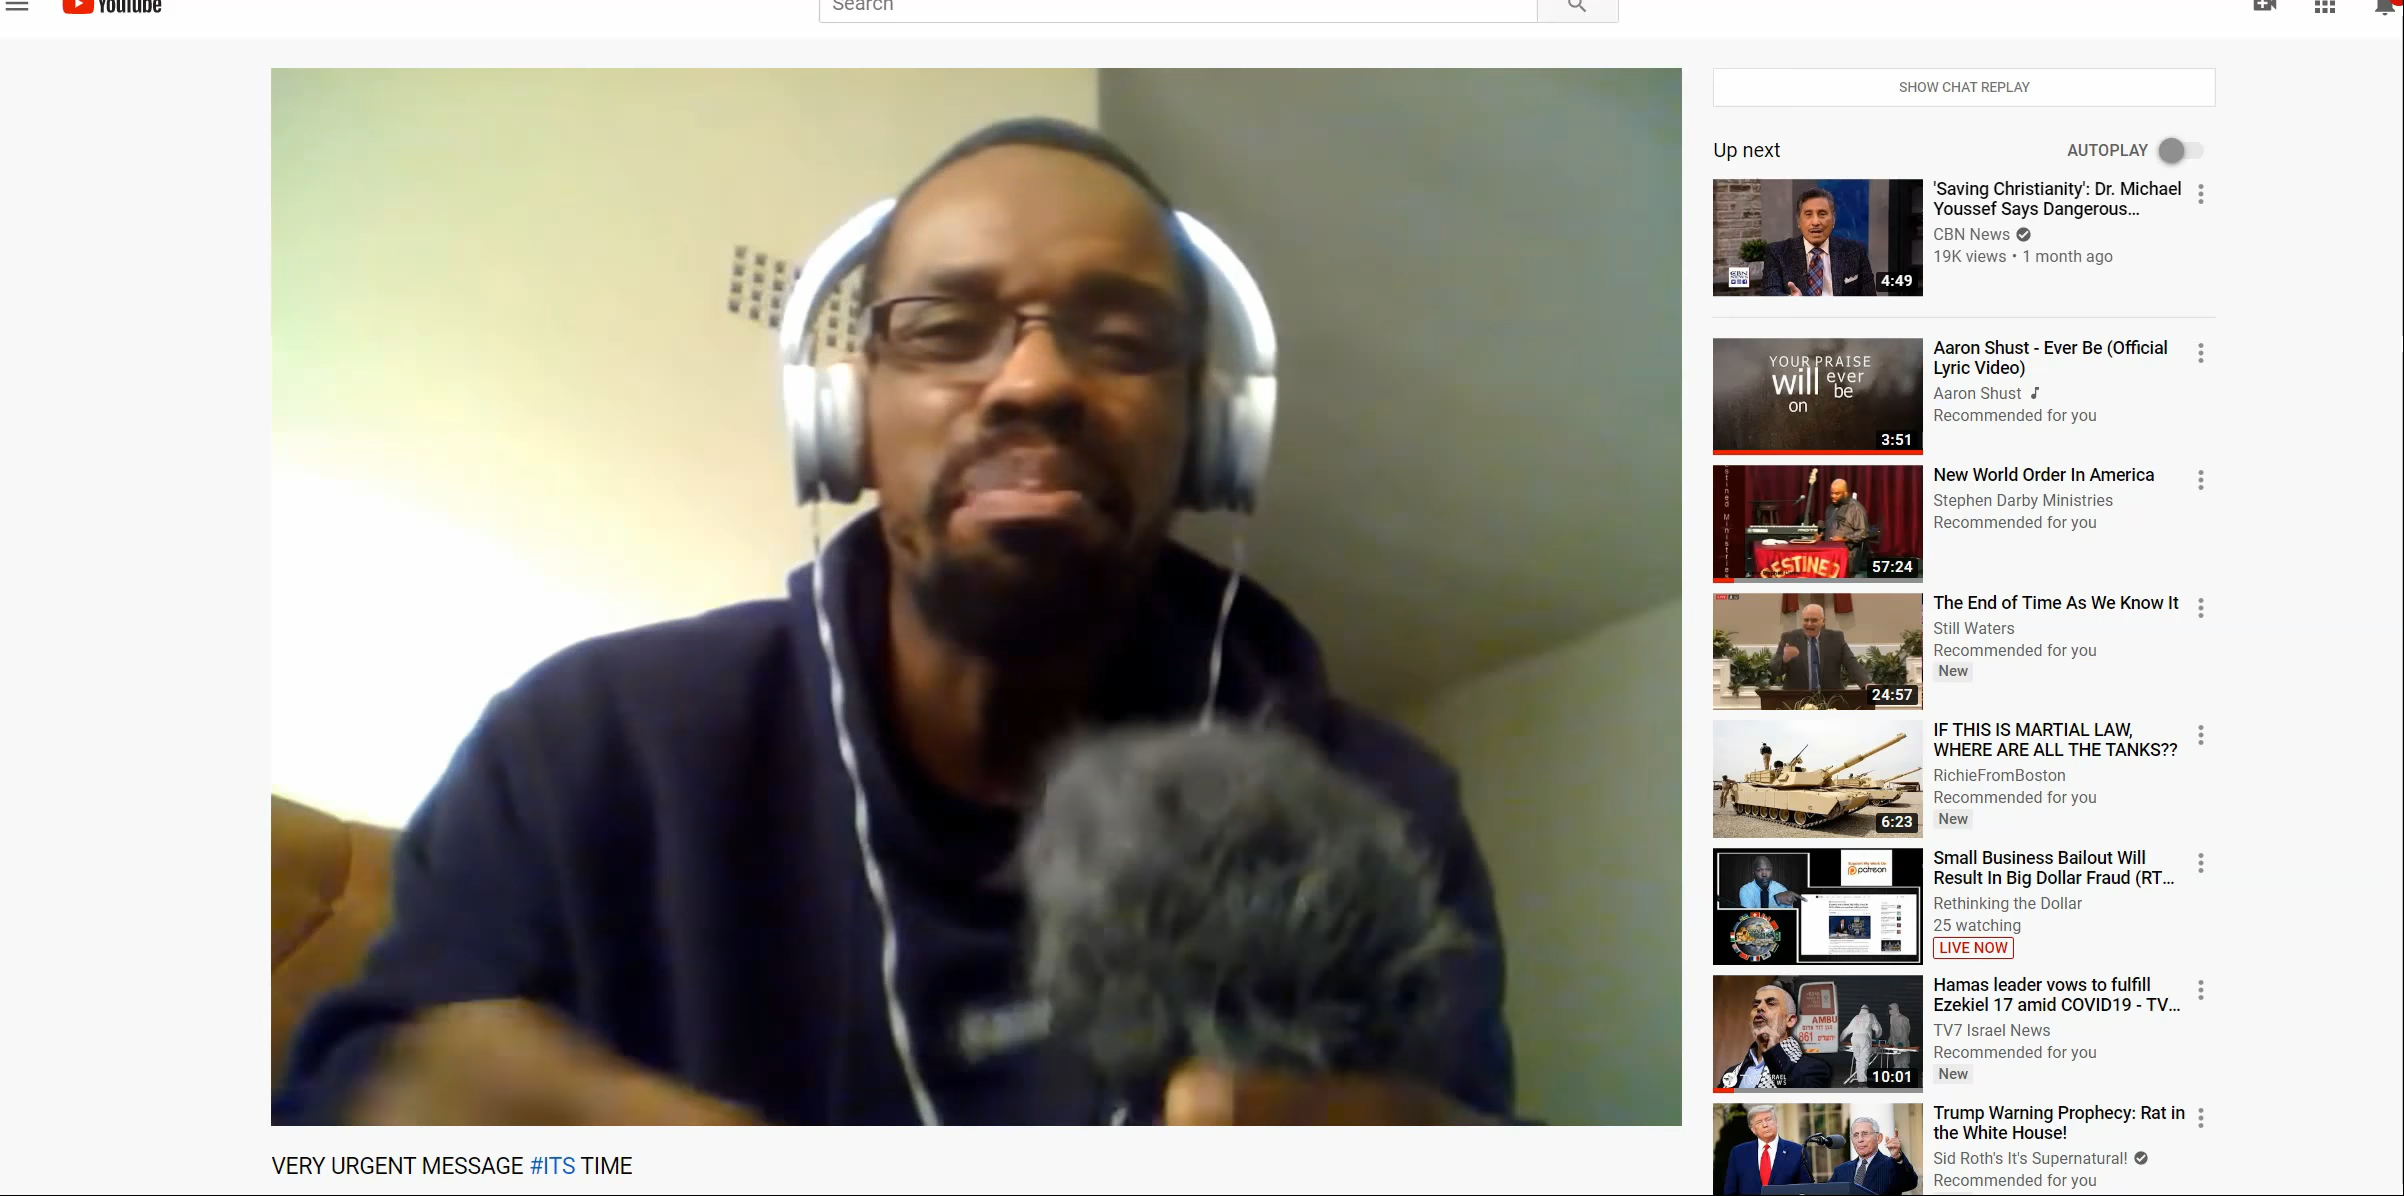 YouTube
Search
SHOW CHAT REPLAY
Up next
AUTOPLAY
'Saving Christianity': Dr. Michael
Youssef Says Dangerous...
CBN News
19K views • 1 month ago
CBN
NEWS
4:49
YOUR PRAISE
will ever
be
on
3:51
Aaron Shust - Ever Be (Official
Lyric Video)
Aaron Shust
Recommended for you
New World Order In America
Stephen Darby Ministries
Recommended for you
57:24
The End of Time As We Know It
Still Waters
Recommended for you
New
24:57
IF THIS IS MARTIAL LAW,
WHERE ARE ALL THE TANKS??
RichieFromBoston
Recommended for you
New
6:23
Small Business Bailout Will
Result In Big Dollar Fraud (RT...
Rethinking the Dollar
25 watching
LIVE NOW
patreon
Hamas leader vows to fulfill
Ezekiel 17 amid COVID19 - TV...
TV7 Israel News
Recommended for you
New
AMBU
861
10:01
Trump Warning Prophecy: Rat in
the White House!
Sid Roth's It's Supernatural!
Recommended for you
VERY URGENT MESSAGE #ITS TIME